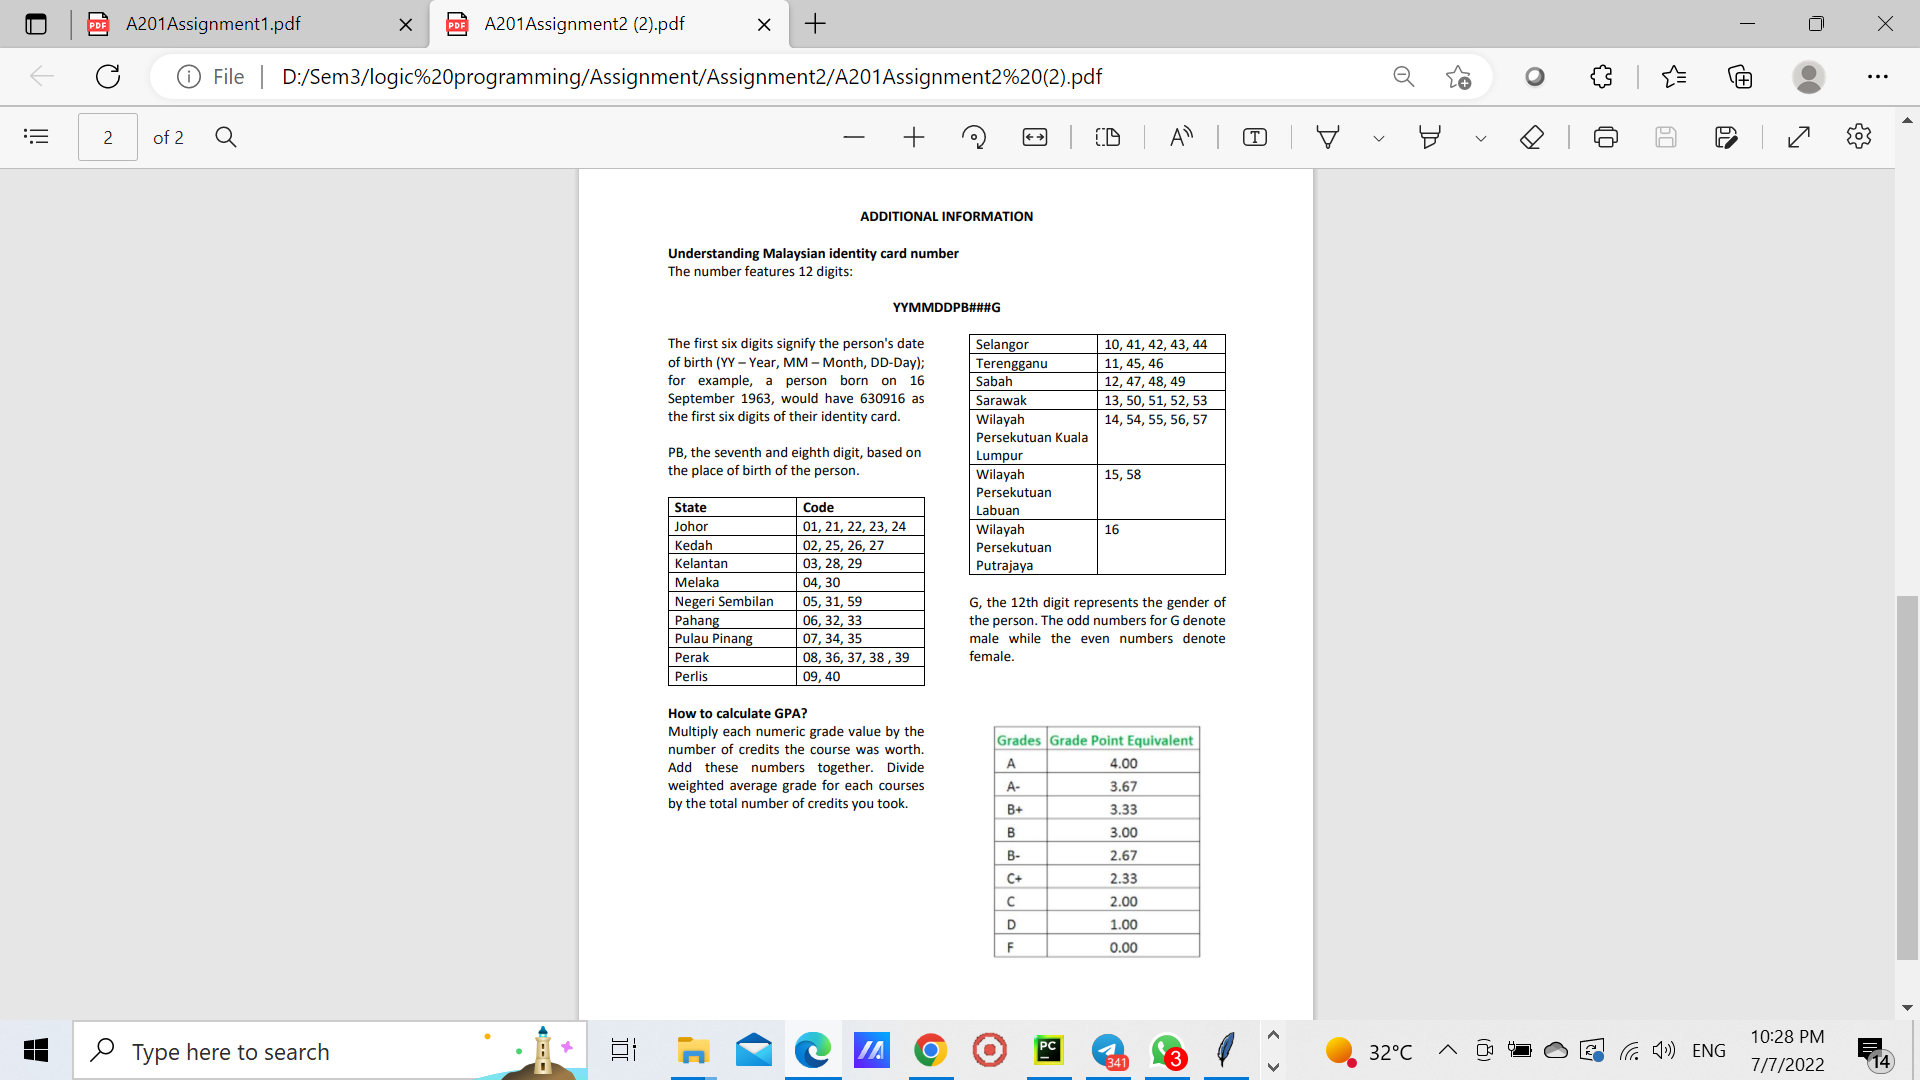 A201Assignment1.pdf
A201Assignment2 (2).pdf
File
D:/Sem3/logic%20programming/Assignment/Assignment2/A201Assignment2%20(2).pdf
2 of 2
ADDITIONAL INFORMATION
Understanding Malaysian identity card number
The number features 12 digits:
YYMMDDPB###G
The first six digits signify the person's date
of birth (YY – Year, MM – Month, DD-Day);
for example, a person born on 16
September 1963, would have 630916 as
the first six digits of their identity card.
PB, the seventh and eighth digit, based on
the place of birth of the person.
State Code
Johor 01, 21, 22, 23, 24
Kedah 02, 25, 26, 27
Kelantan 03, 28, 29
Melaka 04, 30
Negeri Sembilan 05, 31, 59
Pahang 06, 32, 33
Pulau Pinang 07, 34, 35
Perak 08, 36, 37, 38 , 39
Perlis 09, 40
Selangor 10, 41, 42, 43, 44
Terengganu 11, 45, 46
Sabah 12, 47, 48, 49
Sarawak 13, 50, 51, 52, 53
Wilayah 14, 54, 55, 56, 57
Persekutuan Kuala
Lumpur
Wilayah 15, 58
Persekutuan
Labuan
Wilayah 16
Persekutuan
Putrajaya
G, the 12th digit represents the gender of
the person. The odd numbers for G denote
male while the even numbers denote
female.
How to calculate GPA?
Multiply each numeric grade value by the
number of credits the course was worth.
Add these numbers together. Divide
weighted average grade for each courses
by the total number of credits you took.
Grades Grade Point Equivalent
A 4.00
A- 3.67
B+ 3.33
B 3.00
B- 2.67
C+ 2.33
C 2.00
D 1.00
F 0.00
Type here to search
PC
341
3
32°C
ENG
10:28 PM
7/7/2022
14